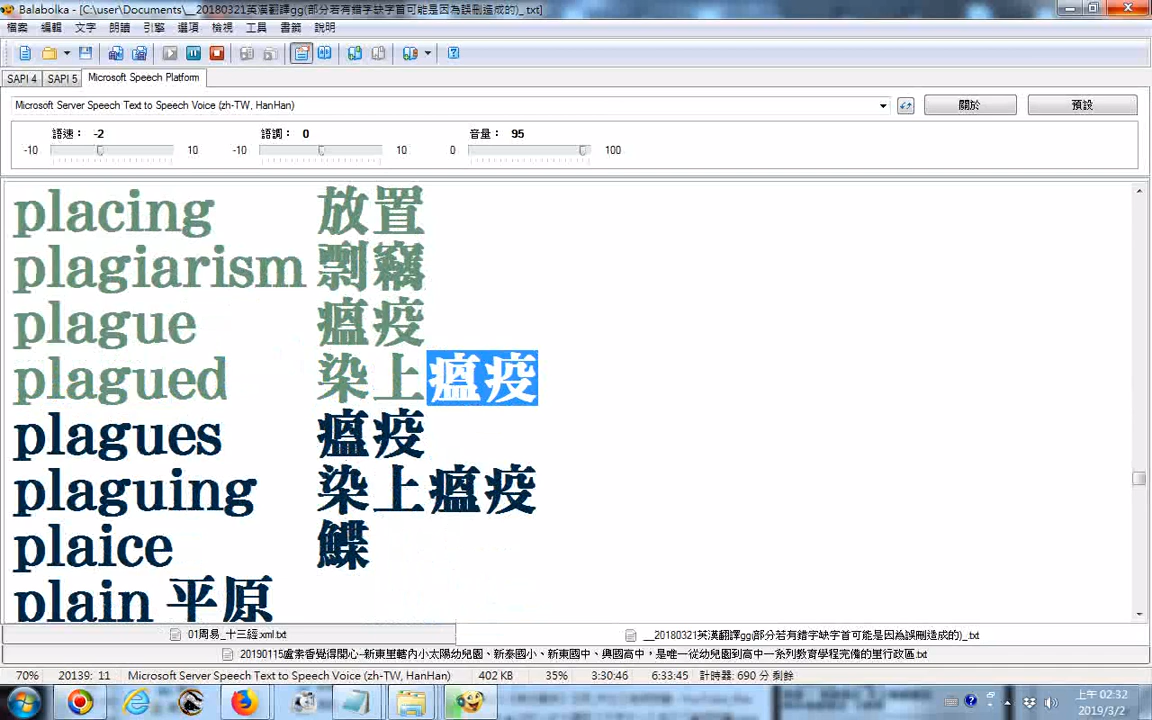 Balabolka - [C:\user\Documents\__20180321英漢翻譯gg(部分若有錯字缺字首可能是因為誤刪造成的)_.txt]
檔案 編輯 文字 朗讀 引擎 選項 檢視 工具 書籤 說明
SAPI 4 SAPI 5 Microsoft Speech Platform
Microsoft Server Speech Text to Speech Voice (zh-TW, HanHan) 關於 預設
語速： -2 語調： 0 音量： 95
-10 10 -10 10 0 100
placing 放置
plagiarism 剽竊
plague 瘟疫
plagued 染上瘟疫
plagues 瘟疫
plaguing 染上瘟疫
plaice 鰈
plain 平原
01周易_十三經.xml.txt __20180321英漢翻譯gg(部分若有錯字缺字首可能是因為誤刪造成的)_.txt
20190115盧素香覺得開心-新東里轄內小太陽幼兒園、新泰國小、新東國中、興國高中，是唯一從幼兒園到高中一系列教育學程完備的里行政區.txt
70% 20139: 11 Microsoft Server Speech Text to Speech Voice (zh-TW, HanHan) 402 KB 35% 3:30:46 6:33:45 計時器: 690 分 剩餘
上午 02:32
2019/3/2